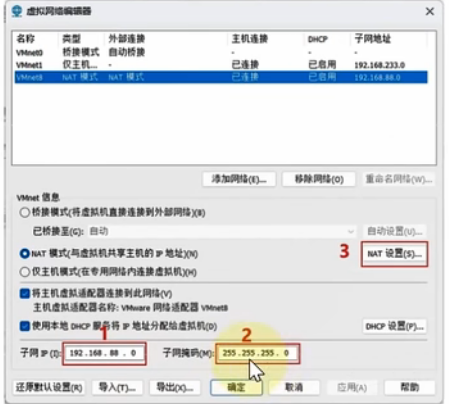 虚拟网络编辑器
名称 类型 外部连接 主机连接 DHCP 子网地址
VMnet0 桥接模式 自动桥接 - - -
VMnet1 仅主机... - 已连接 已启用 192.168.233.0
VMnet8 NAT 模式 NAT 模式 已连接 已启用 192.168.88.0
添加网络(E)... 移除网络(O) 重命名网络(W)...
VMnet 信息
桥接模式(将虚拟机直接连接到外部网络)(B)
已桥接至(G): 自动 自动设置(U)...
NAT 模式(与虚拟机共享主机的 IP 地址)(N) 3 NAT 设置(S)...
仅主机模式(在专用网络内连接虚拟机)(H)
将主机虚拟适配器连接到此网络(V)
主机虚拟适配器名称: VMware 网络适配器 VMnet8
使用本地 DHCP 服务将 IP 地址分配给虚拟机(D) DHCP 设置(P)...
1 2
子网 IP (I): 192.168. 88 . 0 子网掩码(M): 255.255.255. 0
还原默认设置(R) 导入(T)... 导出(X)... 确定 取消 应用(A) 帮助